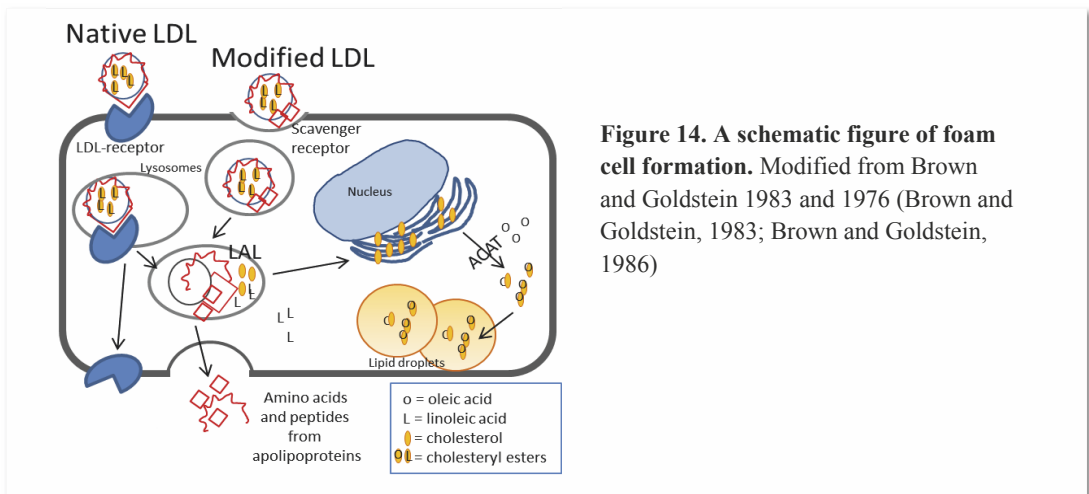 Native LDL
Modified LDL
L L
L L
L L
L L
Scavenger
receptor
LDL-receptor
Lysosomes
L L
L L
L L
L L
Nucleus
LAL
L L
L L
L
ACAT
o o
o
o o
o
o
Lipid droplets
Amino acids
and peptides
from
apolipoproteins
o = oleic acid
L = linoleic acid
= cholesterol
O L = cholesteryl esters
Figure 14. A schematic figure of foam
cell formation. Modified from Brown
and Goldstein 1983 and 1976 (Brown and
Goldstein, 1983; Brown and Goldstein,
1986)